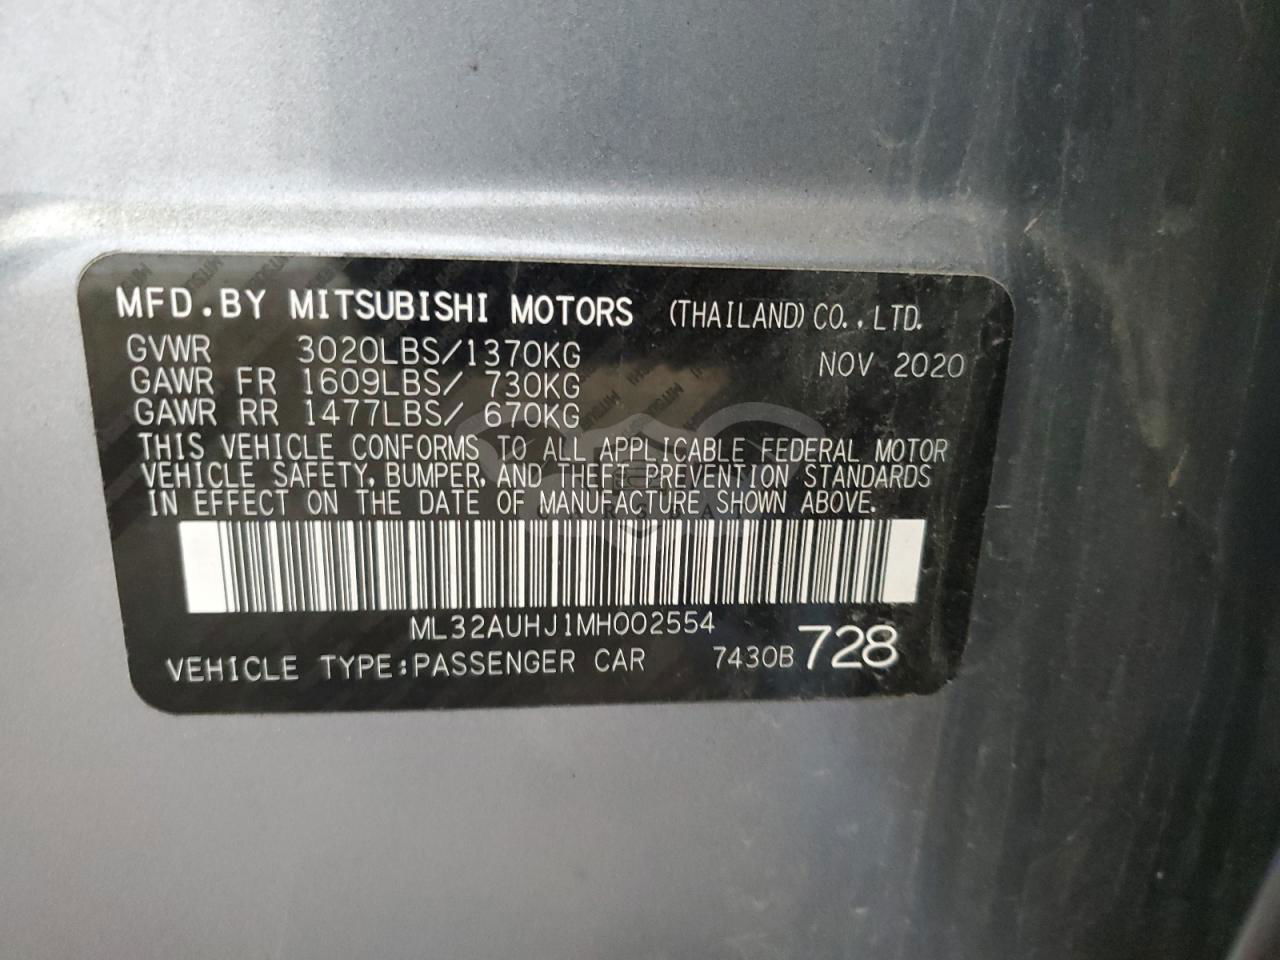 MFD.BY MITSUBISHI MOTORS (THAILAND) CO.,LTD.
GVWR 3020LBS/1370KG NOV 2020
GAWR FR 1609LBS/ 730KG
GAWR RR 1477LBS/ 670KG
THIS VEHICLE CONFORMS TO ALL APPLICABLE FEDERAL MOTOR
VEHICLE SAFETY, BUMPER, AND THEFT PREVENTION STANDARDS
IN EFFECT ON THE DATE OF MANUFACTURE SHOWN ABOVE.
ML32AUHJ1MH002554
VEHICLE TYPE:PASSENGER CAR 7430B 728